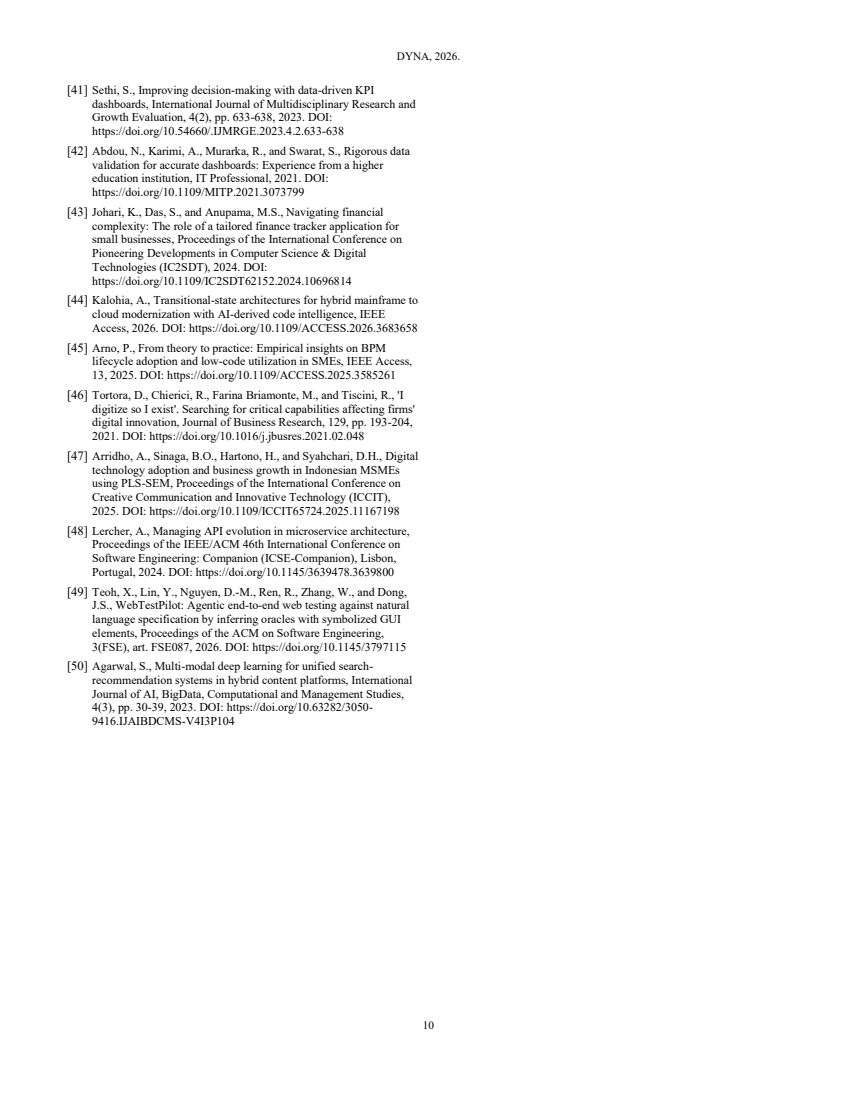 DYNA, 2026.
[41] Sethi, S., Improving decision-making with data-driven KPI
dashboards, International Journal of Multidisciplinary Research and
Growth Evaluation, 4(2), pp. 633-638, 2023. DOI:
https://doi.org/10.54660/.IJMRGE.2023.4.2.633-638
[42] Abdou, N., Karimi, A., Murarka, R., and Swarat, S., Rigorous data
validation for accurate dashboards: Experience from a higher
education institution, IT Professional, 2021. DOI:
https://doi.org/10.1109/MITP.2021.3073799
[43] Johari, K., Das, S., and Anupama, M.S., Navigating financial
complexity: The role of a tailored finance tracker application for
small businesses, Proceedings of the International Conference on
Pioneering Developments in Computer Science & Digital
Technologies (IC2SDT), 2024. DOI:
https://doi.org/10.1109/IC2SDT62152.2024.10696814
[44] Kalohia, A., Transitional-state architectures for hybrid mainframe to
cloud modernization with AI-derived code intelligence, IEEE
Access, 2026. DOI: https://doi.org/10.1109/ACCESS.2026.3683658
[45] Arno, P., From theory to practice: Empirical insights on BPM
lifecycle adoption and low-code utilization in SMEs, IEEE Access,
13, 2025. DOI: https://doi.org/10.1109/ACCESS.2025.3585261
[46] Tortora, D., Chierici, R., Farina Briamonte, M., and Tiscini, R., 'I
digitize so I exist'. Searching for critical capabilities affecting firms'
digital innovation, Journal of Business Research, 129, pp. 193-204,
2021. DOI: https://doi.org/10.1016/j.jbusres.2021.02.048
[47] Arridho, A., Sinaga, B.O., Hartono, H., and Syahchari, D.H., Digital
technology adoption and business growth in Indonesian MSMEs
using PLS-SEM, Proceedings of the International Conference on
Creative Communication and Innovative Technology (ICCIT),
2025. DOI: https://doi.org/10.1109/ICCIT65724.2025.11167198
[48] Lercher, A., Managing API evolution in microservice architecture,
Proceedings of the IEEE/ACM 46th International Conference on
Software Engineering: Companion (ICSE-Companion), Lisbon,
Portugal, 2024. DOI: https://doi.org/10.1145/3639478.3639800
[49] Teoh, X., Lin, Y., Nguyen, D.-M., Ren, R., Zhang, W., and Dong,
J.S., WebTestPilot: Agentic end-to-end web testing against natural
language specification by inferring oracles with symbolized GUI
elements, Proceedings of the ACM on Software Engineering,
3(FSE), art. FSE087, 2026. DOI: https://doi.org/10.1145/3797115
[50] Agarwal, S., Multi-modal deep learning for unified search-
recommendation systems in hybrid content platforms, International
Journal of AI, BigData, Computational and Management Studies,
4(3), pp. 30-39, 2023. DOI: https://doi.org/10.63282/3050-
9416.IJAIBDCMS-V4I3P104
10